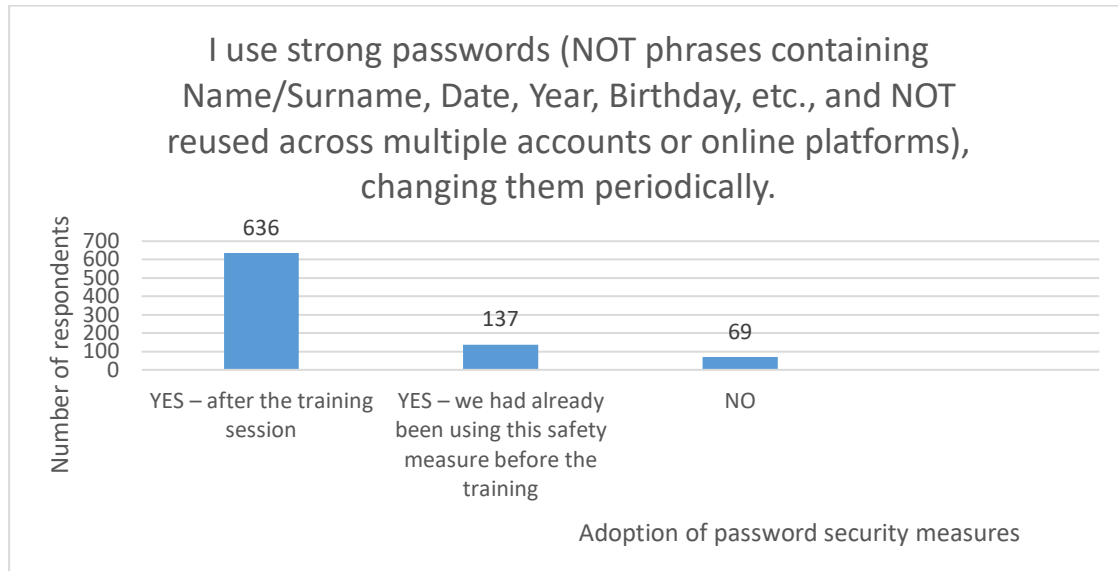 I use strong passwords (NOT phrases containing
Name/Surname, Date, Year, Birthday, etc., and NOT
reused across multiple accounts or online platforms),
changing them periodically.
Number of respondents
700
600
500
400
300
200
100
0
636
137
69
YES – after the training
session
YES – we had already
been using this safety
measure before the
training
NO
Adoption of password security measures